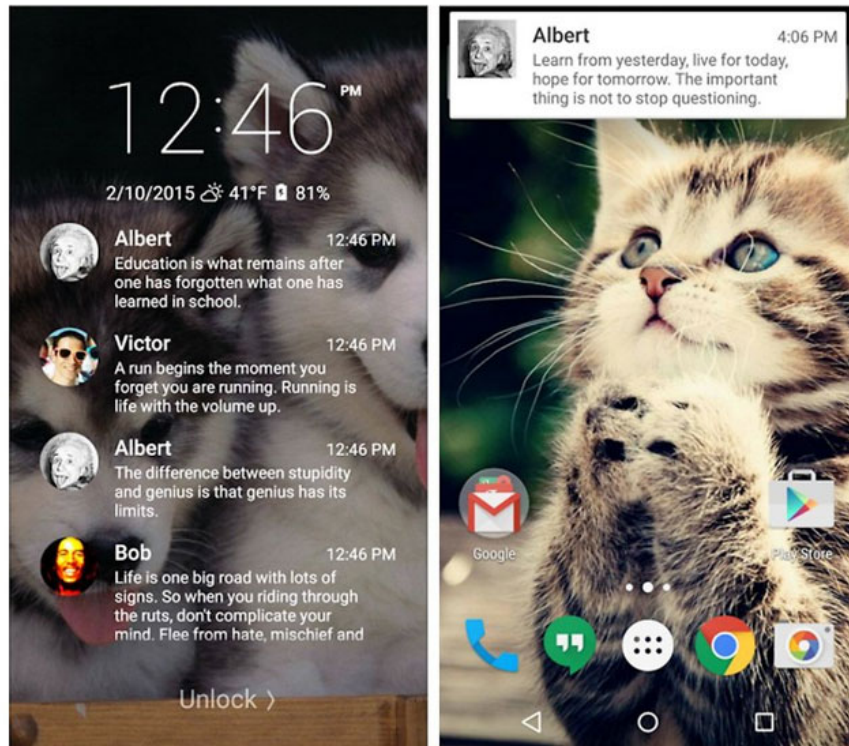 12:46 PM
2/10/2015 41°F 81%
Albert 12:46 PM
Education is what remains after
one has forgotten what one has
learned in school.
Victor 12:46 PM
A run begins the moment you
forget you are running. Running is
life with the volume up.
Albert 12:46 PM
The difference between stupidity
and genius is that genius has its
limits.
Bob 12:46 PM
Life is one big road with lots of
signs. So when you riding through
the ruts, don't complicate your
mind. Flee from hate, mischief and
Unlock 〉
Albert 4:06 PM
Learn from yesterday, live for today,
hope for tomorrow. The important
thing is not to stop questioning.
Google
Play Store